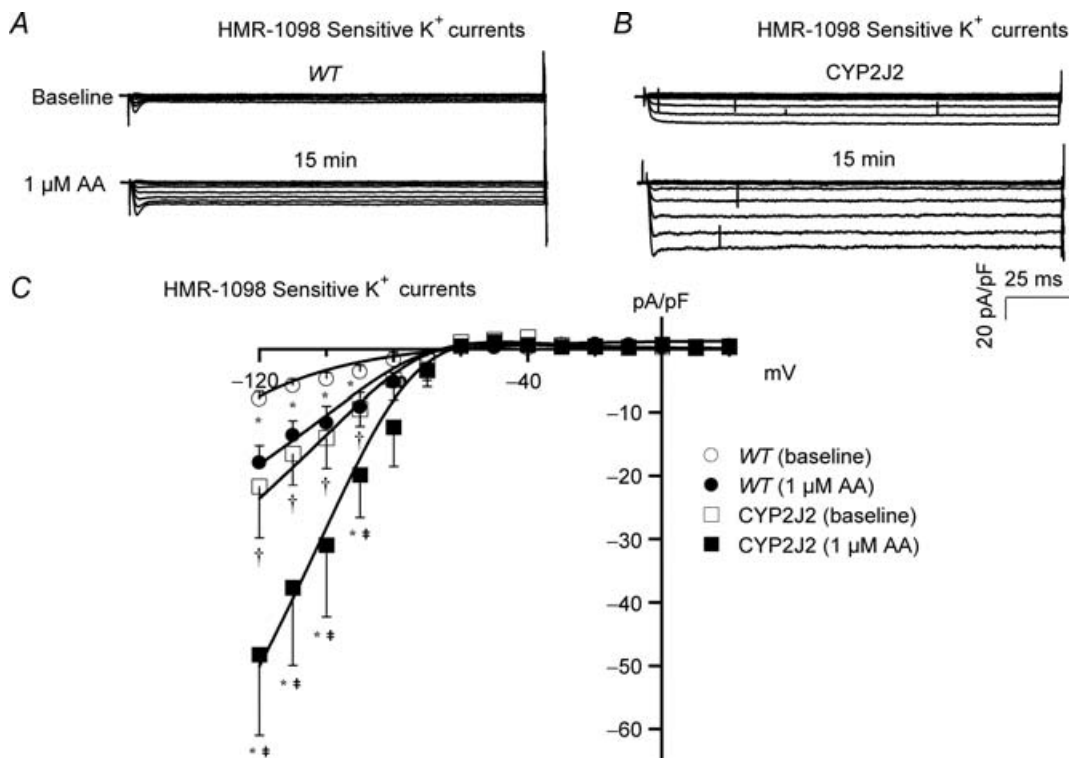 A
HMR-1098 Sensitive K+ currents
WT
Baseline
15 min
1 µM AA
B
HMR-1098 Sensitive K+ currents
CYP2J2
15 min
25 ms
20 pA/pF
C
HMR-1098 Sensitive K+ currents
pA/pF
–120
–40
mV
–10
–20
–30
–40
–50
–60
* * * *
† † † †
* ‡
* ‡
* ‡
* ‡
WT (baseline)
WT (1 µM AA)
CYP2J2 (baseline)
CYP2J2 (1 µM AA)